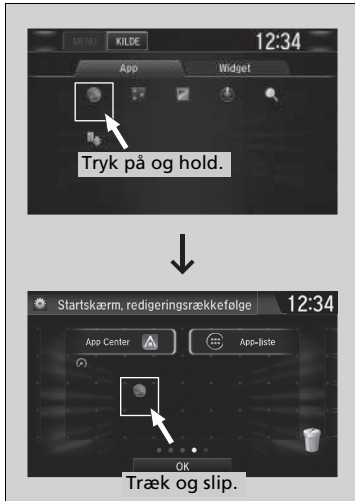 MENU KILDE 12:34
App Widget
Tryk på og hold.
Startskærm, redigeringsrækkefølge 12:34
App Center App-liste
OK
Træk og slip.